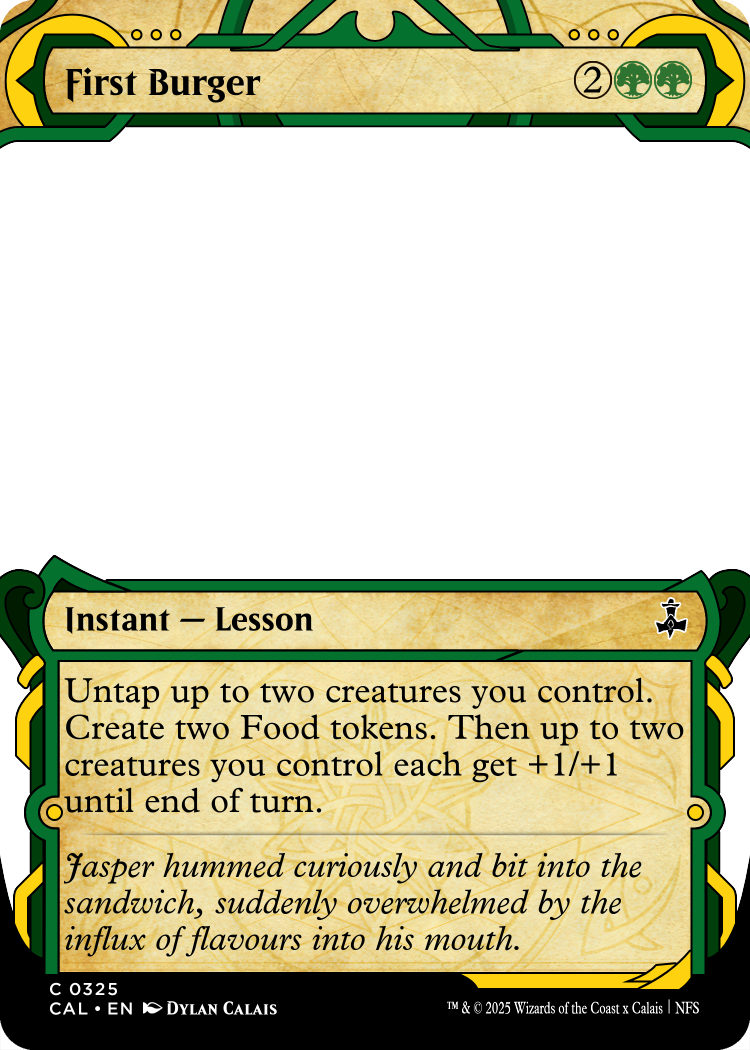 First Burger 2
Instant — Lesson
Untap up to two creatures you control.
Create two Food tokens. Then up to two
creatures you control each get +1/+1
until end of turn.
Jasper hummed curiously and bit into the
sandwich, suddenly overwhelmed by the
influx of flavours into his mouth.
C 0325
CAL • EN Dylan Calais
™ & © 2025 Wizards of the Coast x Calais | NFS